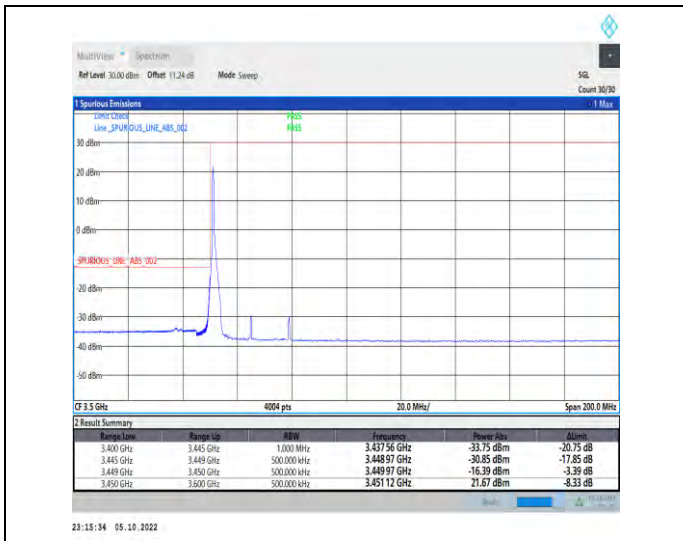 MultiView Spectrum
Ref Level 30.00 dBm Offset 11.24 dB Mode Sweep SGL
Count 30/30
1 Spurious Emissions 1 Max
Limit Check PASS
Line _SPURIOUS_LINE_ABS_002 PASS
30 dBm
20 dBm
10 dBm
0 dBm
SPURIOUS_LINE_ABS_002
-20 dBm
-30 dBm
-40 dBm
-50 dBm
CF 3.5 GHz 4004 pts 20.0 MHz/ Span 200.0 MHz
2 Result Summary
Range Low Range Up RBW Frequency Power Abs ΔLimit
3.400 GHz 3.445 GHz 1.000 MHz 3.437 56 GHz -33.75 dBm -20.75 dB
3.445 GHz 3.449 GHz 500.000 kHz 3.448 97 GHz -30.85 dBm -17.85 dB
3.449 GHz 3.450 GHz 500.000 kHz 3.449 97 GHz -16.39 dBm -3.39 dB
3.450 GHz 3.600 GHz 500.000 kHz 3.451 12 GHz 21.67 dBm -8.33 dB
23:15:34 05.10.2022